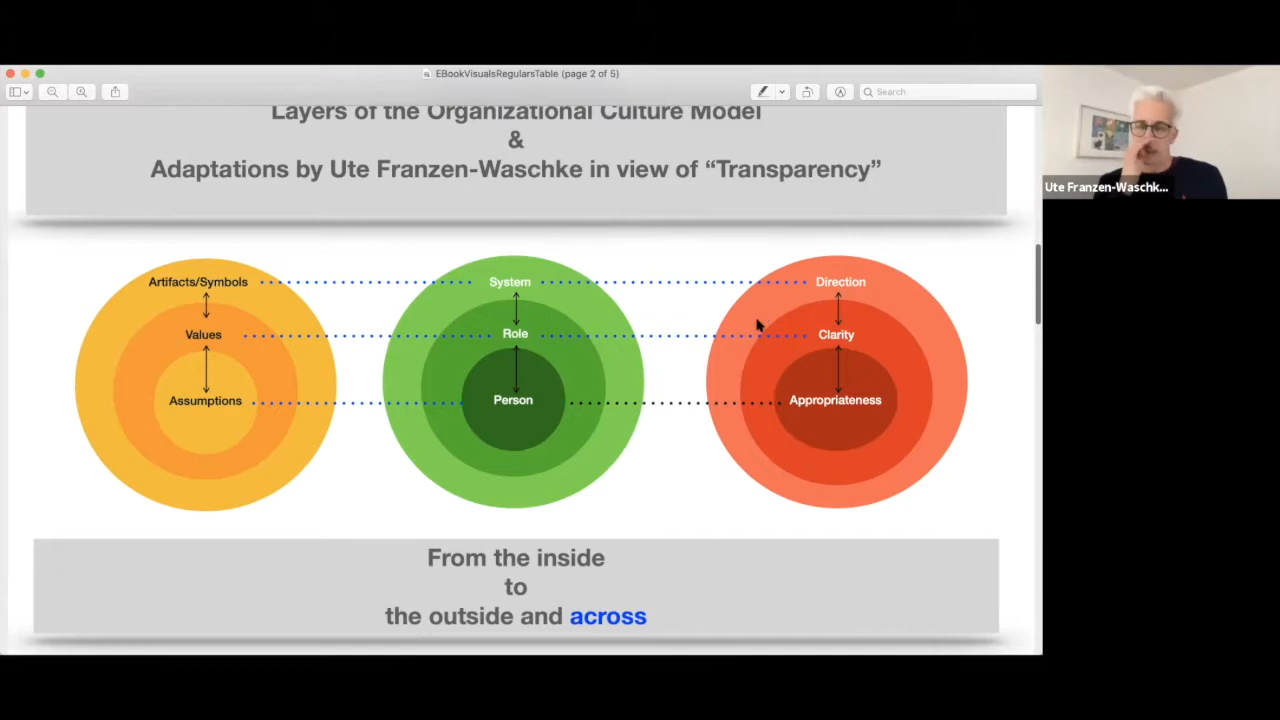 EBookVisualsRegularsTable (page 2 of 5)
Search
Layers of the Organizational Culture Model
&
Adaptations by Ute Franzen-Waschke in view of “Transparency”
Ute Franzen-Waschk...
Artifacts/Symbols
System
Direction
Values
Role
Clarity
Assumptions
Person
Appropriateness
From the inside
to
the outside and across